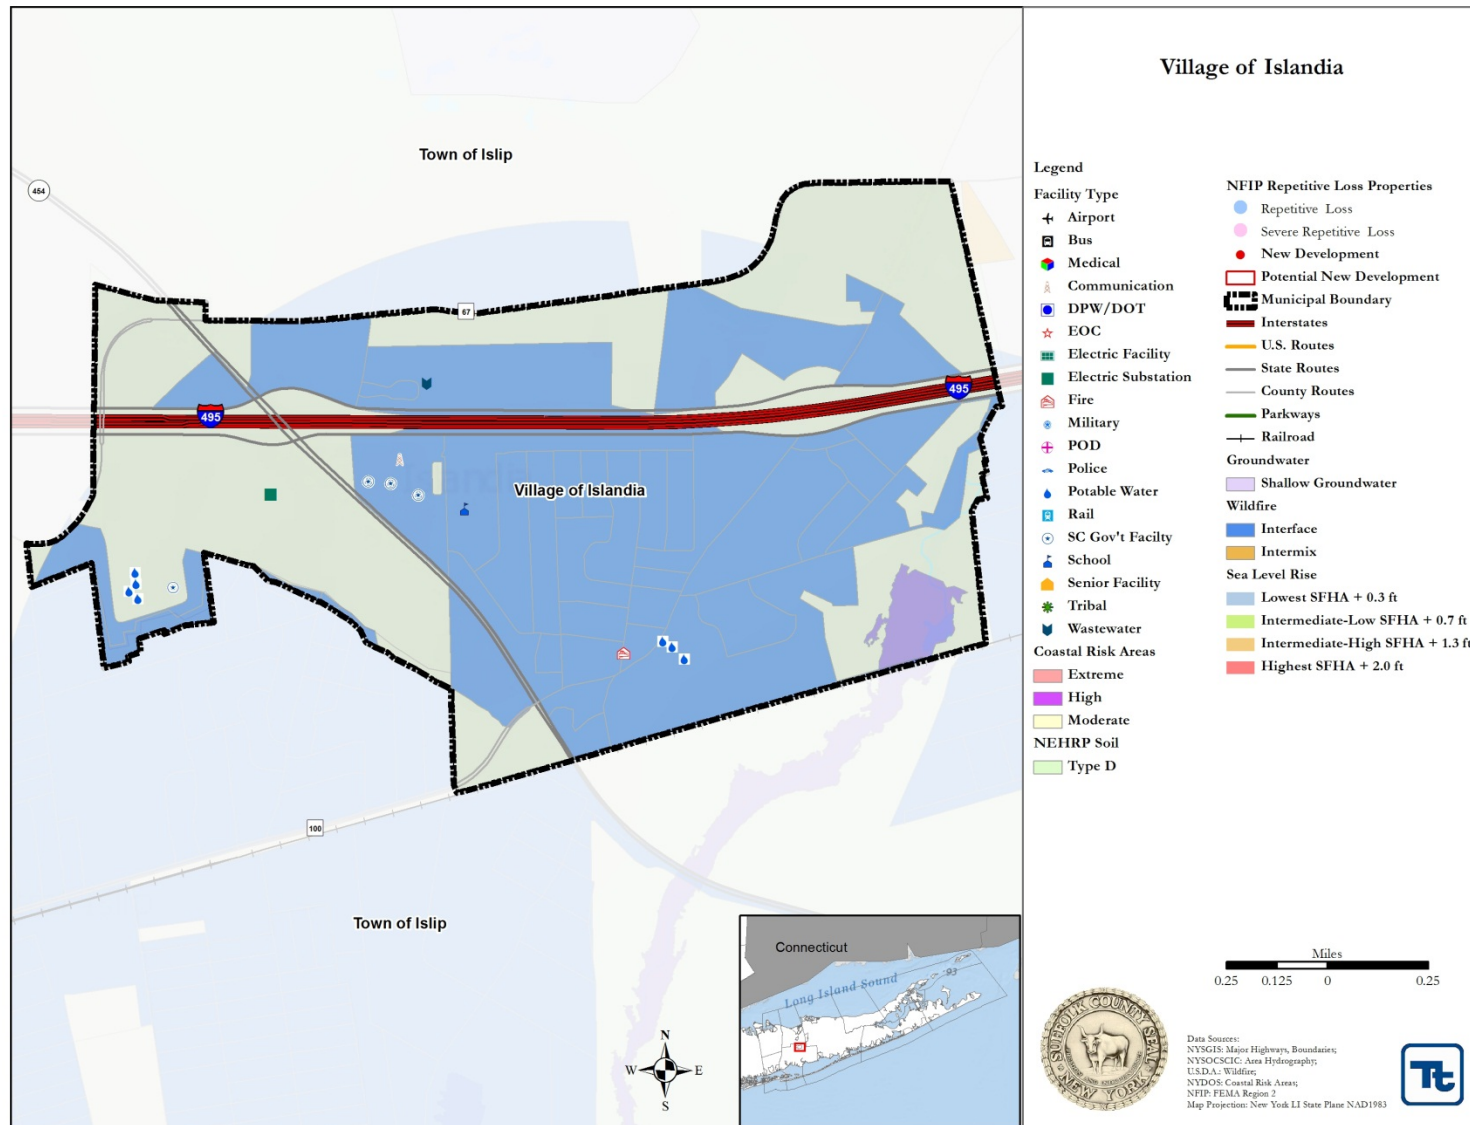 Village of Islandia
Town of Islip
454
67
495
495
Village of Islandia
100
Town of Islip
Connecticut
Long Island Sound
93
N
W
E
S
Legend
Facility Type
Airport
Bus
Medical
Communication
DPW/DOT
EOC
Electric Facility
Electric Substation
Fire
Military
POD
Police
Potable Water
Rail
SC Gov't Facilty
School
Senior Facility
Tribal
Wastewater
Coastal Risk Areas
Extreme
High
Moderate
NEHRP Soil
Type D
NFIP Repetitive Loss Properties
Repetitive Loss
Severe Repetitive Loss
New Development
Potential New Development
Municipal Boundary
Interstates
U.S. Routes
State Routes
County Routes
Parkways
Railroad
Groundwater
Shallow Groundwater
Wildfire
Interface
Intermix
Sea Level Rise
Lowest SFHA + 0.3 ft
Intermediate-Low SFHA + 0.7 ft
Intermediate-High SFHA + 1.3 ft
Highest SFHA + 2.0 ft
Miles
0.25 0.125 0 0.25
SUFFOLK COUNTY SEAL
NEW YORK
Data Sources:
NYSGIS: Major Highways, Boundaries;
NYSOCSCIC: Area Hydrography;
U.S.D.A.: Wildfire;
NYDOS: Coastal Risk Areas;
NFIP: FEMA Region 2
Map Projection: New York LI State Plane NAD1983
Tt